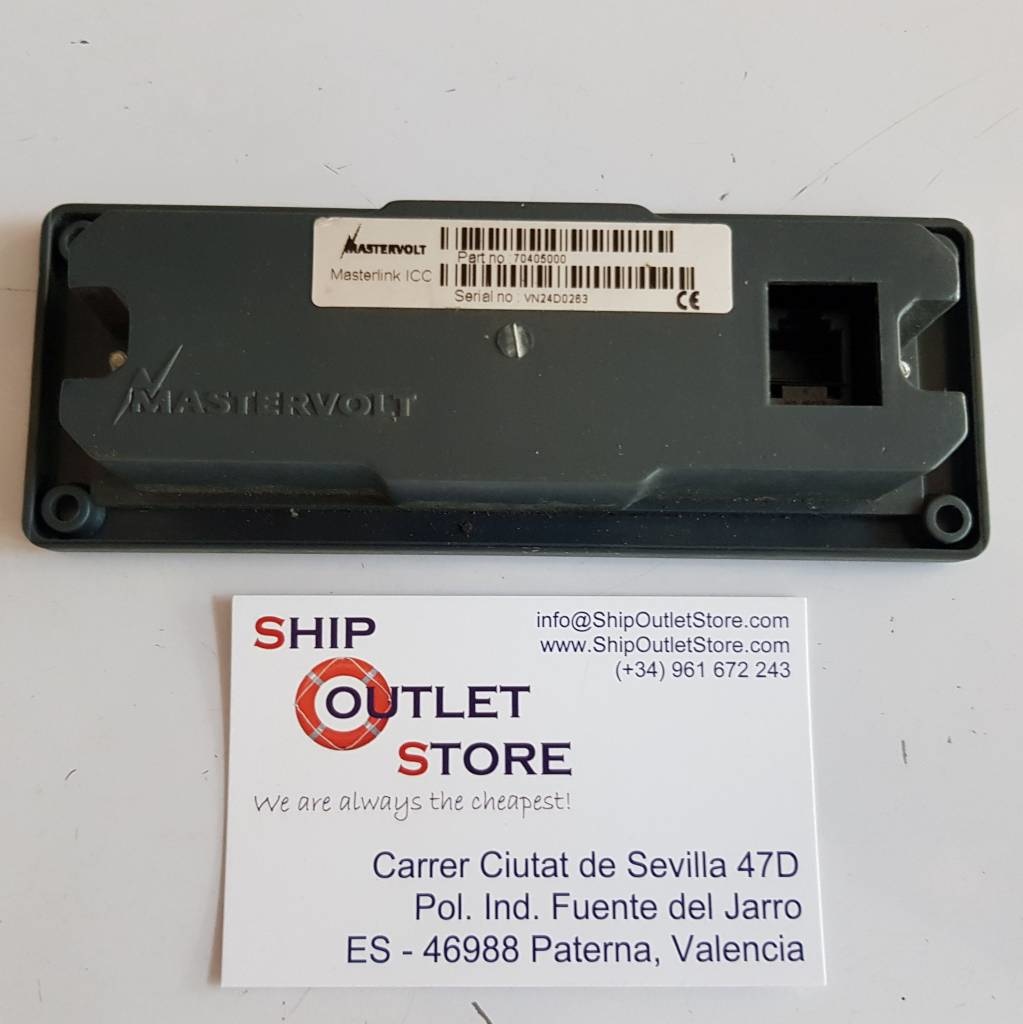 MASTERVOLT
Part no : 70405000
Masterlink ICC
Serial no : VN24D0263
CE
MASTERVOLT
SHIP
OUTLET
STORE
We are always the cheapest!
info@ShipOutletStore.com
www.ShipOutletStore.com
(+34) 961 672 243
Carrer Ciutat de Sevilla 47D
Pol. Ind. Fuente del Jarro
ES - 46988 Paterna, Valencia